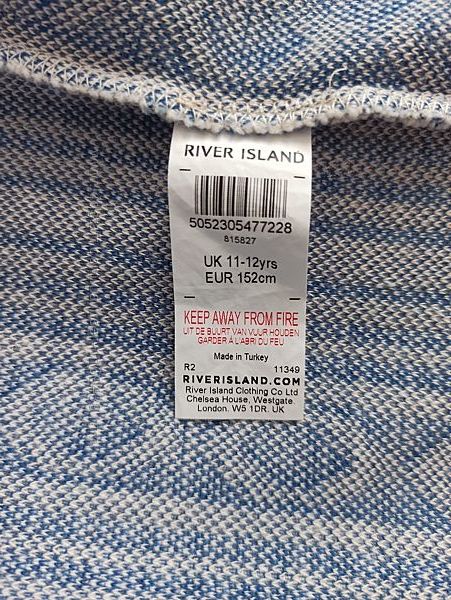 RIVER ISLAND
5052305477228
815827
UK 11-12yrs
EUR 152cm
KEEP AWAY FROM FIRE
UIT DE BUURT VAN VUUR HOUDEN
GARDER À L'ABRI DU FEU
Made in Turkey
R2 11349
RIVERISLAND.COM
River Island Clothing Co Ltd
Chelsea House, Westgate
London. W5 1DR. UK